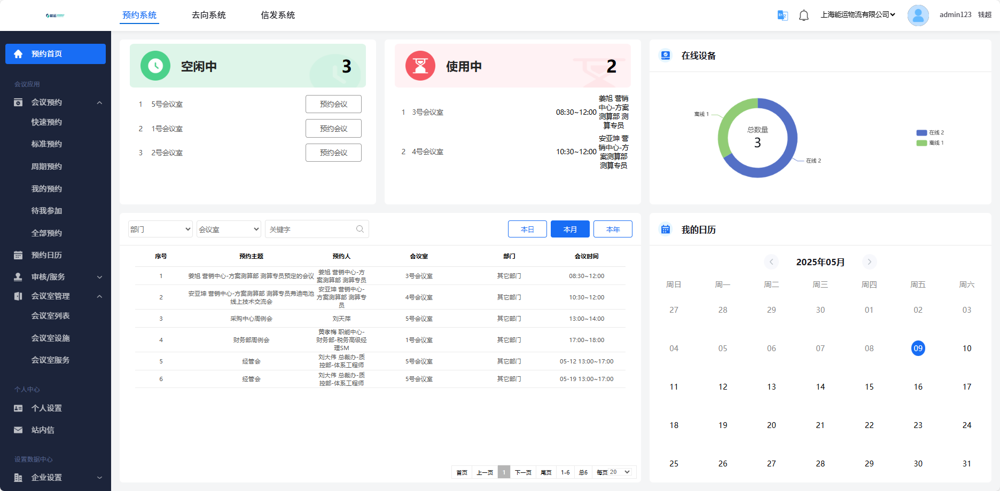 能运
预约系统
去向系统
信发系统
上海能运物流有限公司
admin123
钱超
预约首页
会议应用
会议预约
快速预约
标准预约
周期预约
我的预约
待我参加
全部预约
预约日历
审核/服务
会议室管理
会议室列表
会议室设施
会议室服务
个人中心
个人设置
站内信
设置数据中心
企业设置
空闲中
3
1 5号会议室 预约会议
2 1号会议室 预约会议
3 2号会议室 预约会议
使用中
2
1 3号会议室 08:30~12:00
姜旭 营销
中心-方案
测算部 测
算专员
2 4号会议室 10:30~12:00
安亚坤 营
销中心-方
案测算部
测算专员
在线设备
离线 1
总数量
3
在线 2
在线 2
离线 1
部门
会议室
关键字
本日
本月
本年
序号 预约主题 预约人 会议室 部门 会议时间
1 姜旭 营销中心-方案测算部 测算专员预定的会议
姜旭 营销中心-方
案测算部 测算专员
3号会议室 其它部门 08:30~12:00
2 安亚坤 营销中心-方案测算部 测算专员弗迪电池
线上技术交流会
安亚坤 营销中心-
方案测算部 测算专
员
4号会议室 其它部门 10:30~12:00
3 采购中心周例会 刘天萍 5号会议室 其它部门 13:00~14:00
4 财务部周例会
黄孝梅 职能中心-
财务部-税务高级经
理SM
1号会议室 其它部门 17:00~18:00
5 经管会
刘大伟 总裁办-质
控部-体系工程师
5号会议室 其它部门 05-12 13:00~17:00
6 经管会
刘大伟 总裁办-质
控部-体系工程师
5号会议室 其它部门 05-19 13:00~17:00
首页 上一页 1 下一页 尾页 1-6 总6 每页 20
我的日历
2025年05月
周日 周一 周二 周三 周四 周五 周六
27 28 29 30 01 02 03
04 05 06 07 08 09 10
11 12 13 14 15 16 17
18 19 20 21 22 23 24
25 26 27 28 29 30 31